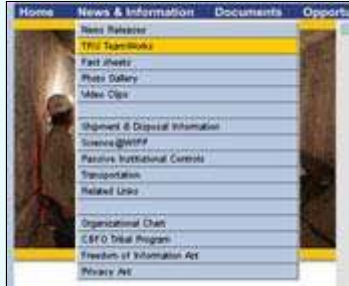 Home News & Information Documents Opportu
News Releases
TRU TeamWorks
Fact sheets
Photo Gallery
Video Clips
Shipment & Disposal Information
Science@WIPP
Passive Institutional Controls
Transportation
Related Links
Organizational Chart
CBFO Tribal Program
Freedom of Information Act
Privacy Act